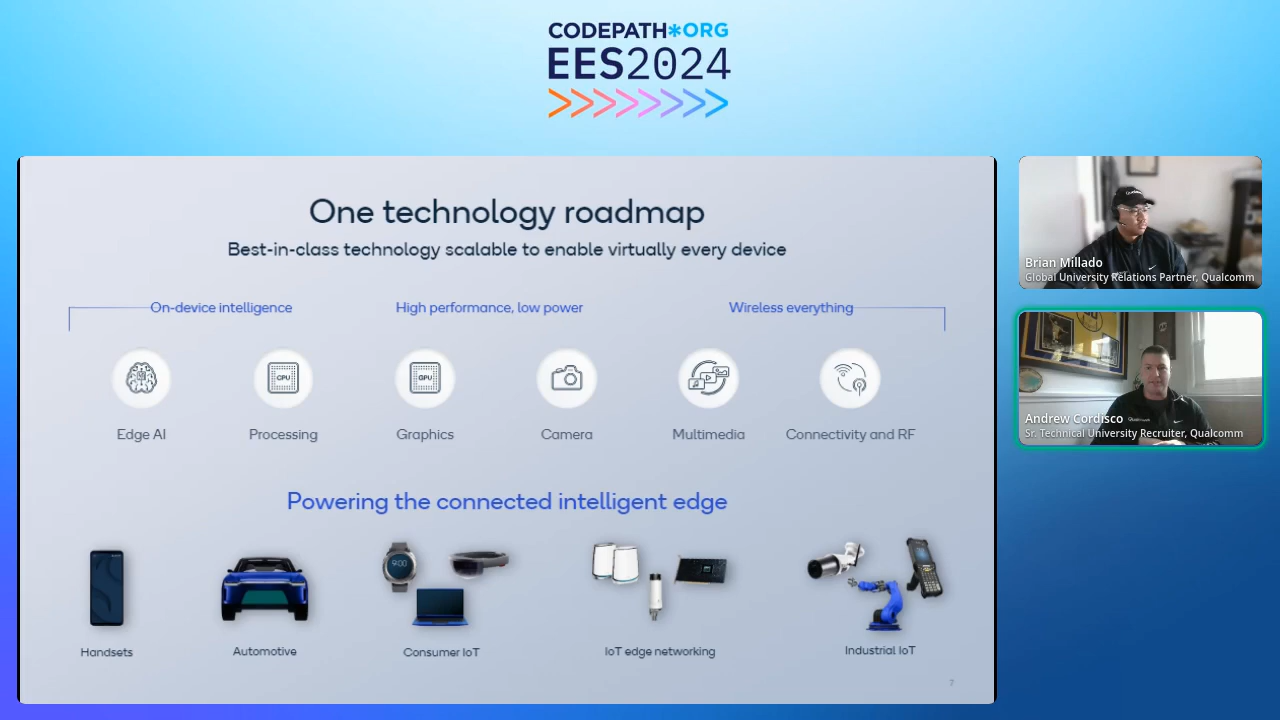 CODEPATH*ORG
EES2024
One technology roadmap
Best-in-class technology scalable to enable virtually every device
On-device intelligence
High performance, low power
Wireless everything
CPU
GPU
Edge AI
Processing
Graphics
Camera
Multimedia
Connectivity and RF
Powering the connected intelligent edge
9:00
Handsets
Automotive
Consumer IoT
IoT edge networking
Industrial IoT
7
Brian Millado
Global University Relations Partner, Qualcomm
Andrew Cordisco
Sr. Technical University Recruiter, Qualcomm